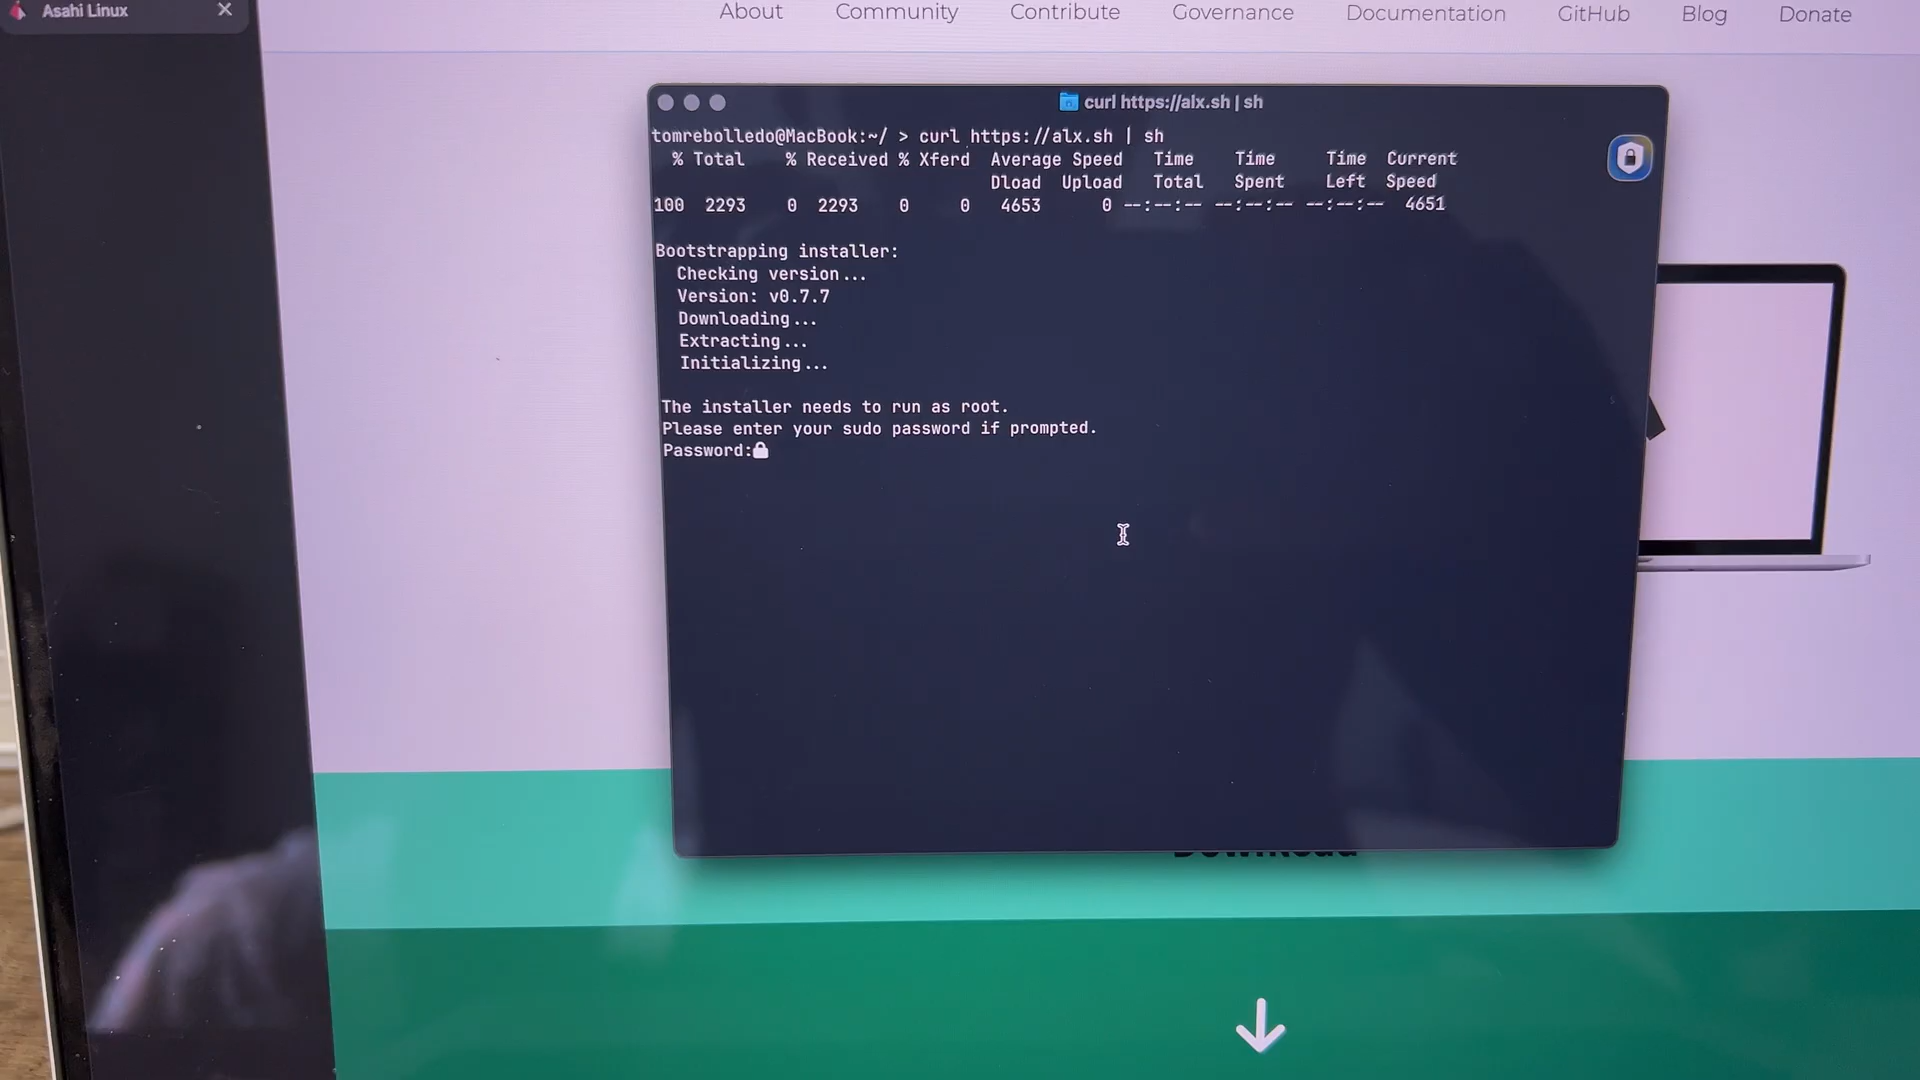 Asahi Linux
About Community Contribute Governance Documentation GitHub Blog Donate
curl https://alx.sh | sh
tomrebolledo@MacBook:~/ > curl https://alx.sh | sh
% Total % Received % Xferd Average Speed Time Time Time Current
Dload Upload Total Spent Left Speed
100 2293 0 2293 0 0 4653 0 --:--:-- --:--:-- --:--:-- 4651
Bootstrapping installer:
Checking version...
Version: v0.7.7
Downloading...
Extracting...
Initializing...
The installer needs to run as root.
Please enter your sudo password if prompted.
Password: